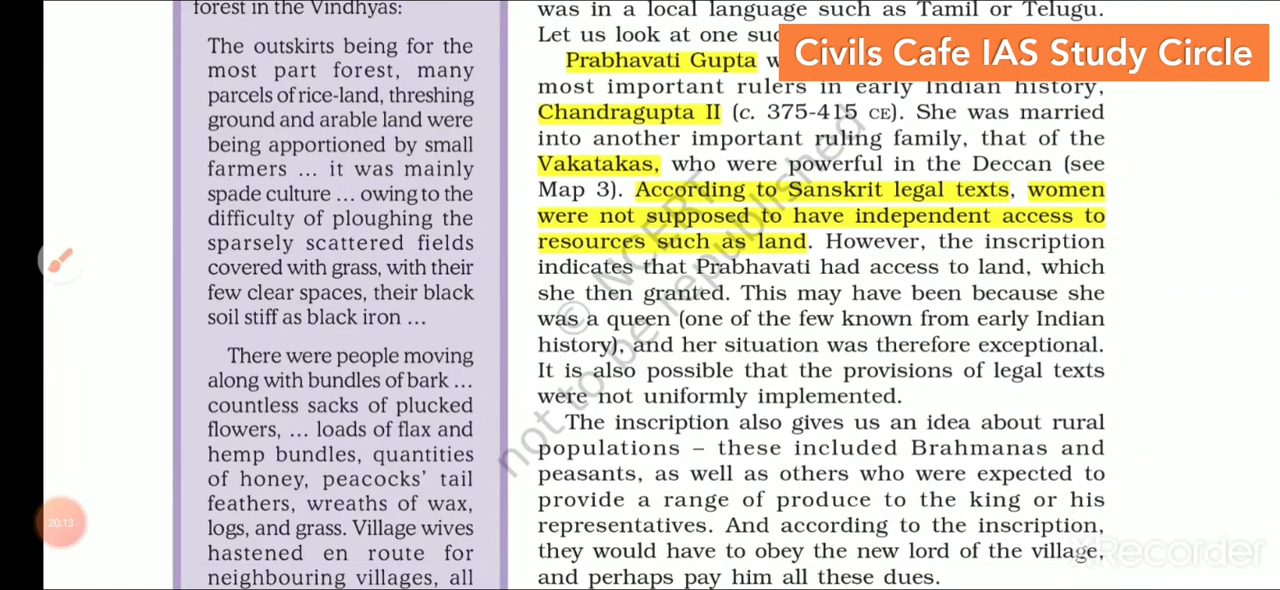 forest in the Vindhyas:
The outskirts being for the
most part forest, many
parcels of rice-land, threshing
ground and arable land were
being apportioned by small
farmers ... it was mainly
spade culture ... owing to the
difficulty of ploughing the
sparsely scattered fields
covered with grass, with their
few clear spaces, their black
soil stiff as black iron ...
There were people moving
along with bundles of bark ...
countless sacks of plucked
flowers, ... loads of flax and
hemp bundles, quantities
of honey, peacocks' tail
feathers, wreaths of wax,
logs, and grass. Village wives
hastened en route for
neighbouring villages, all
was in a local language such as Tamil or Telugu.
Let us look at one
Civils Cafe IAS Study Circle
Prabhavati Gupta
most important rulers in early Indian history,
Chandragupta II (c. 375-415 CE). She was married
into another important ruling family, that of the
Vakatakas, who were powerful in the Deccan (see
Map 3). According to Sanskrit legal texts, women
were not supposed to have independent access to
resources such as land. However, the inscription
indicates that Prabhavati had access to land, which
she then granted. This may have been because she
was a queen (one of the few known from early Indian
history), and her situation was therefore exceptional.
It is also possible that the provisions of legal texts
were not uniformly implemented.
The inscription also gives us an idea about rural
populations – these included Brahmanas and
peasants, as well as others who were expected to
provide a range of produce to the king or his
representatives. And according to the inscription,
they would have to obey the new lord of the village,
and perhaps pay him all these dues.
© NCERT
not to be republished
20:13
XRecorder